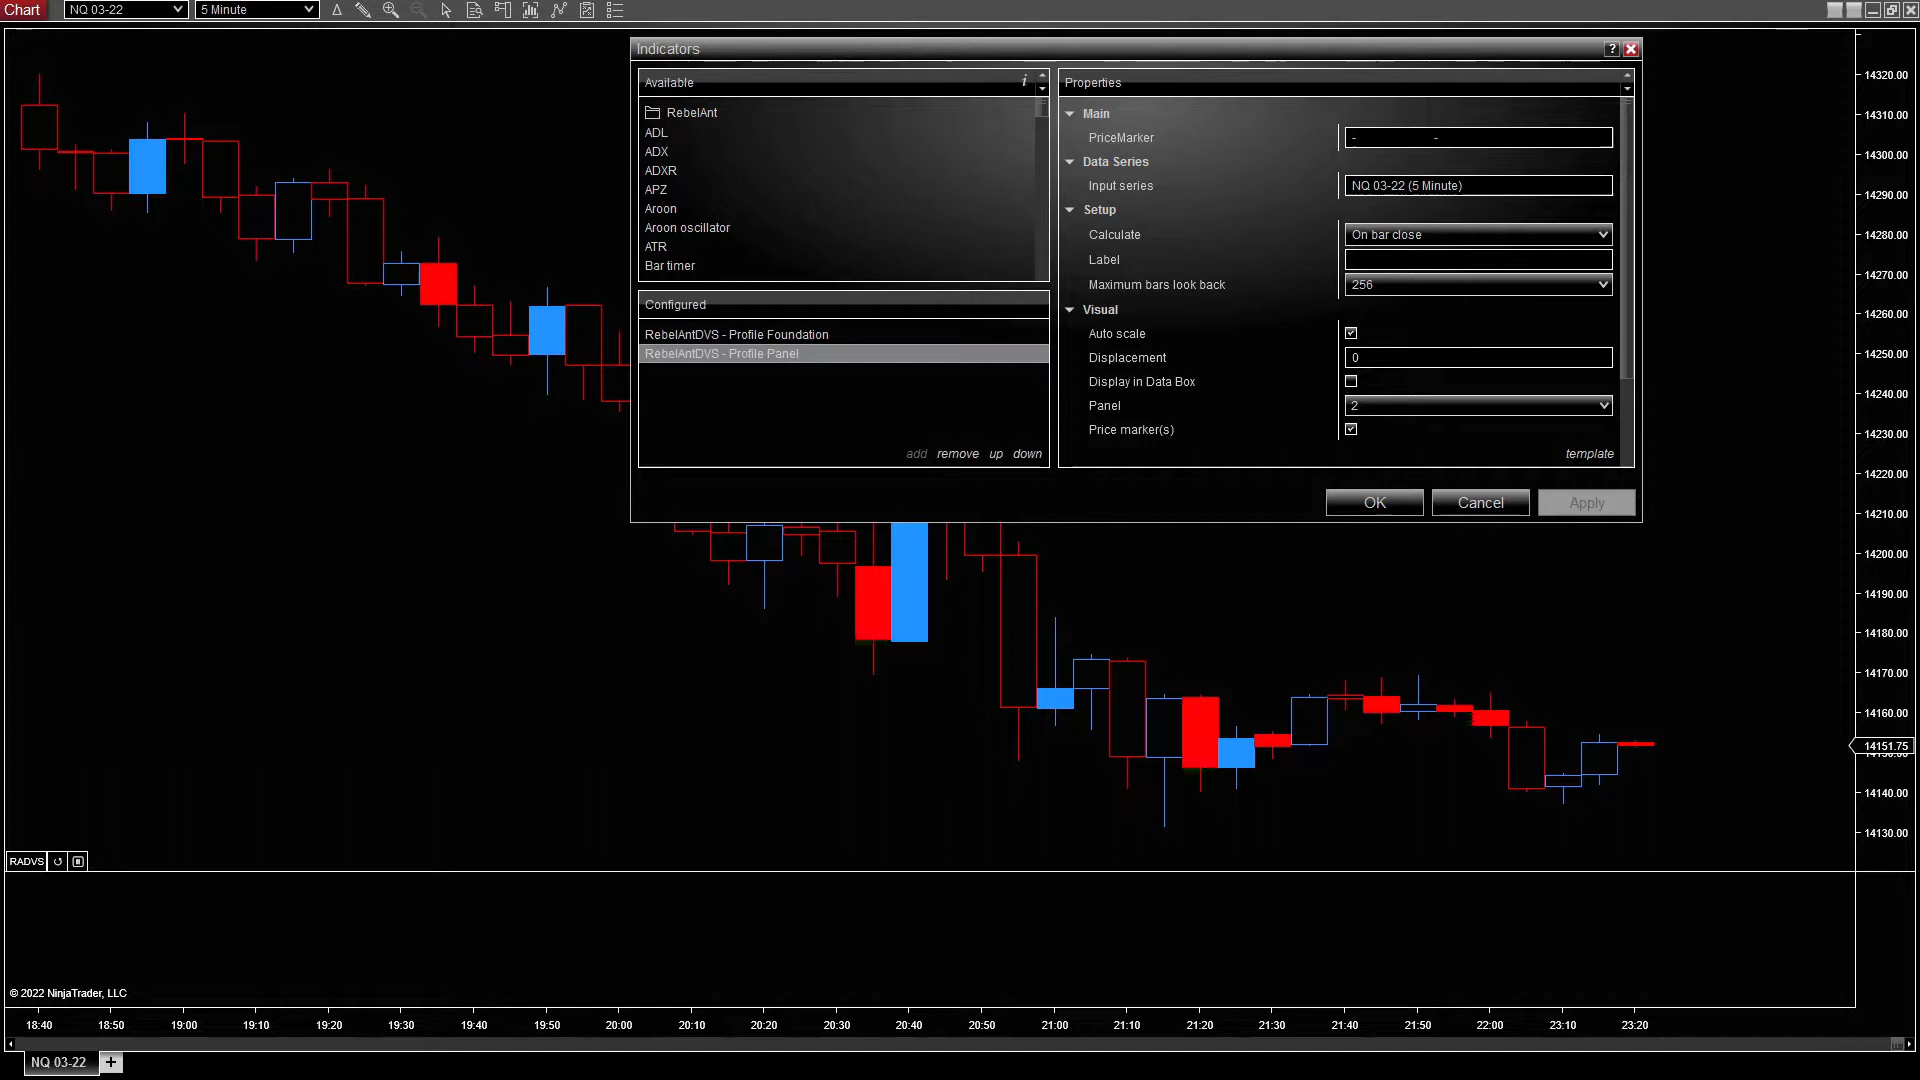 Chart NQ 03-22 5 Minute
Indicators ?
Available i
RebelAnt
ADL
ADX
ADXR
APZ
Aroon
Aroon oscillator
ATR
Bar timer
Configured
RebelAntDVS - Profile Foundation
RebelAntDVS - Profile Panel
add remove up down
Properties
Main
PriceMarker - -
Data Series
Input series NQ 03-22 (5 Minute)
Setup
Calculate On bar close
Label
Maximum bars look back 256
Visual
Auto scale
Displacement 0
Display in Data Box
Panel 2
Price marker(s)
template
OK Cancel Apply
14320.00
14310.00
14300.00
14290.00
14280.00
14270.00
14260.00
14250.00
14240.00
14230.00
14220.00
14210.00
14200.00
14190.00
14180.00
14170.00
14160.00
14151.75
14140.00
14130.00
RADVS
© 2022 NinjaTrader, LLC
18:40 18:50 19:00 19:10 19:20 19:30 19:40 19:50 20:00 20:10 20:20 20:30 20:40 20:50 21:00 21:10 21:20 21:30 21:40 21:50 22:00 23:10 23:20
NQ 03-22 +